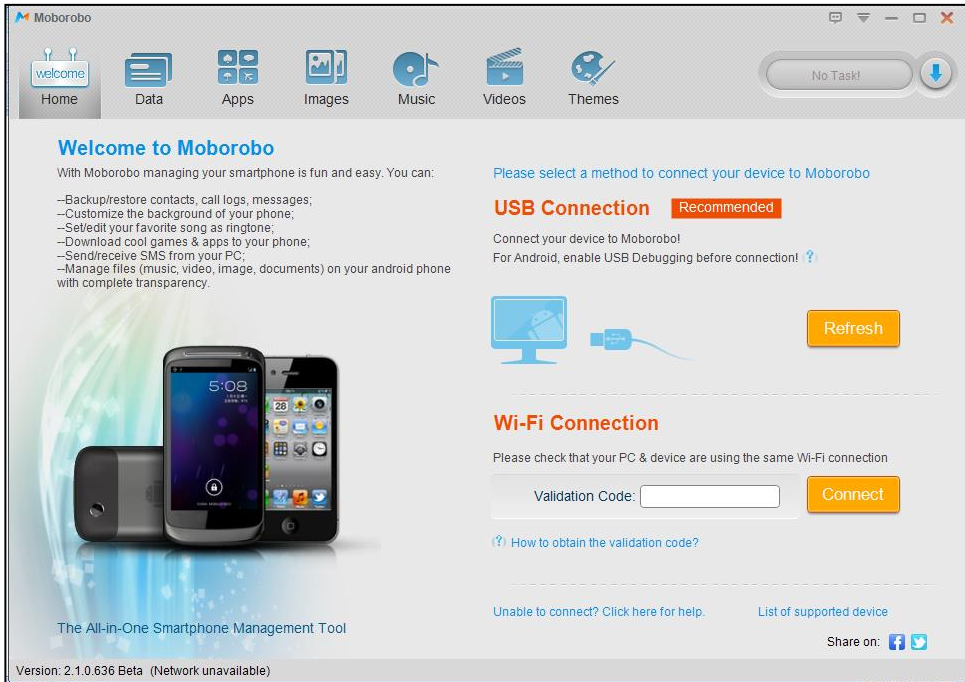 Moborobo
welcome
Home
Data
Apps
Images
Music
Videos
Themes
No Task!
Welcome to Moborobo
With Moborobo managing your smartphone is fun and easy. You can:
--Backup/restore contacts, call logs, messages;
--Customize the background of your phone;
--Set/edit your favorite song as ringtone;
--Download cool games & apps to your phone;
--Send/receive SMS from your PC;
--Manage files (music, video, image, documents) on your android phone
with complete transparency.
5:08
28
The All-in-One Smartphone Management Tool
Please select a method to connect your device to Moborobo
USB Connection
Recommended
Connect your device to Moborobo!
For Android, enable USB Debugging before connection! (?)
Refresh
Wi-Fi Connection
Please check that your PC & device are using the same Wi-Fi connection
Validation Code:
Connect
(?) How to obtain the validation code?
Unable to connect? Click here for help.
List of supported device
Share on:
Version: 2.1.0.636 Beta (Network unavailable)